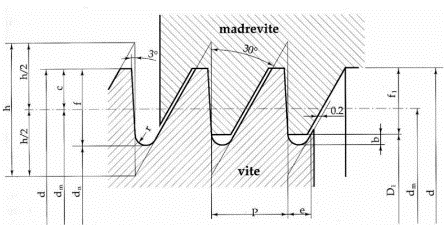 madrevite
3°
30°
h/2
c
f
h
h/2
r
f₁
0.2
b
vite
d
dₘ
dₙ
P
e
D₁
dₘ
d